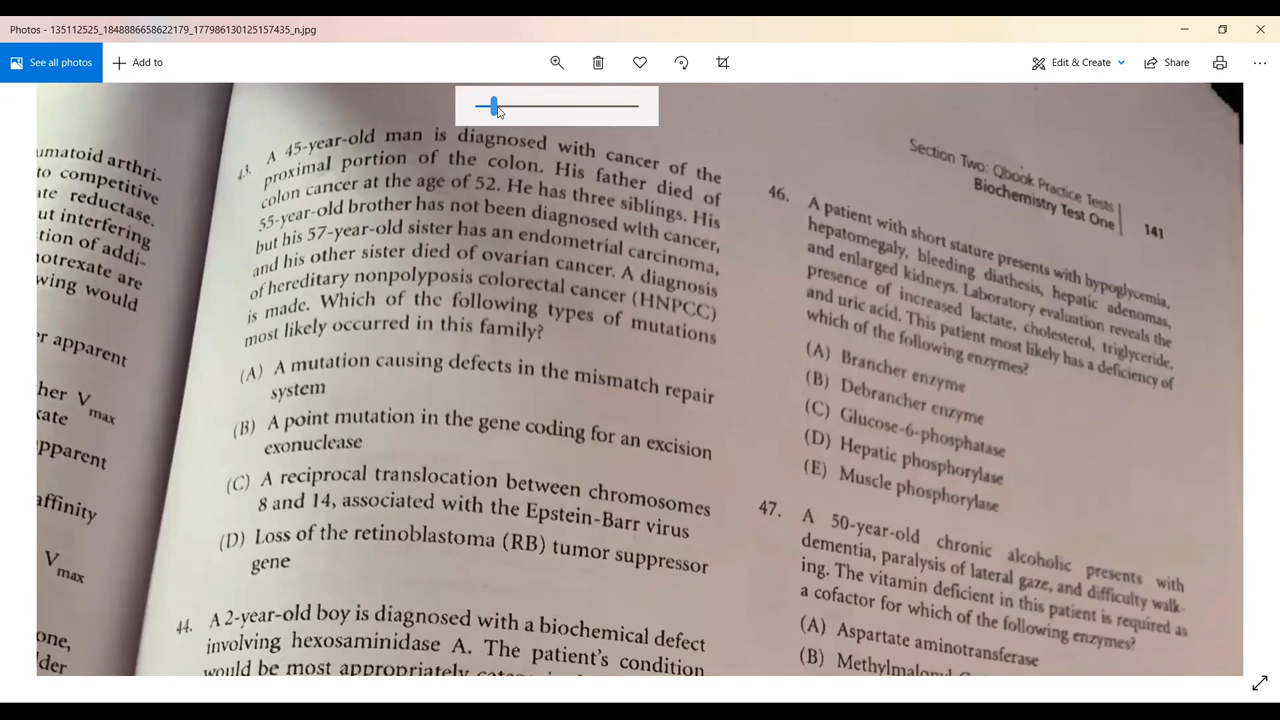 Photos - 135112525_1848886658622179_177986130125157435_n.jpg
See all photos
Add to
Edit & Create
Share
umatoid arthri-
to competitive
ate reductase.
ut interfering
tion of addi-
notrexate are
wing would
er apparent
her Vmax
kate
pparent
affinity
Vmax
one,
lder
43. A 45-year-old man is diagnosed with cancer of the
proximal portion of the colon. His father died of
colon cancer at the age of 52. He has three siblings. His
55-year-old brother has not been diagnosed with cancer,
but his 57-year-old sister has an endometrial carcinoma,
and his other sister died of ovarian cancer. A diagnosis
of hereditary nonpolyposis colorectal cancer (HNPCC)
is made. Which of the following types of mutations
most likely occurred in this family?
(A) A mutation causing defects in the mismatch repair
system
(B) A point mutation in the gene coding for an excision
exonuclease
(C) A reciprocal translocation between chromosomes
8 and 14, associated with the Epstein-Barr virus
(D) Loss of the retinoblastoma (RB) tumor suppressor
gene
44. A 2-year-old boy is diagnosed with a biochemical defect
involving hexosaminidase A. The patient's condition
would be most appropriately
Section Two: Qbook Practice Tests
Biochemistry Test One
141
46. A patient with short stature presents with hypoglycemia,
hepatomegaly, bleeding diathesis, hepatic adenomas,
and enlarged kidneys. Laboratory evaluation reveals the
presence of increased lactate, cholesterol, triglyceride,
and uric acid. This patient most likely has a deficiency of
which of the following enzymes?
(A) Brancher enzyme
(B) Debrancher enzyme
(C) Glucose-6-phosphatase
(D) Hepatic phosphorylase
(E) Muscle phosphorylase
47. A 50-year-old chronic alcoholic presents with
dementia, paralysis of lateral gaze, and difficulty walk-
ing. The vitamin deficient in this patient is required as
a cofactor for which of the following enzymes?
(A) Aspartate aminotransferase
(B)